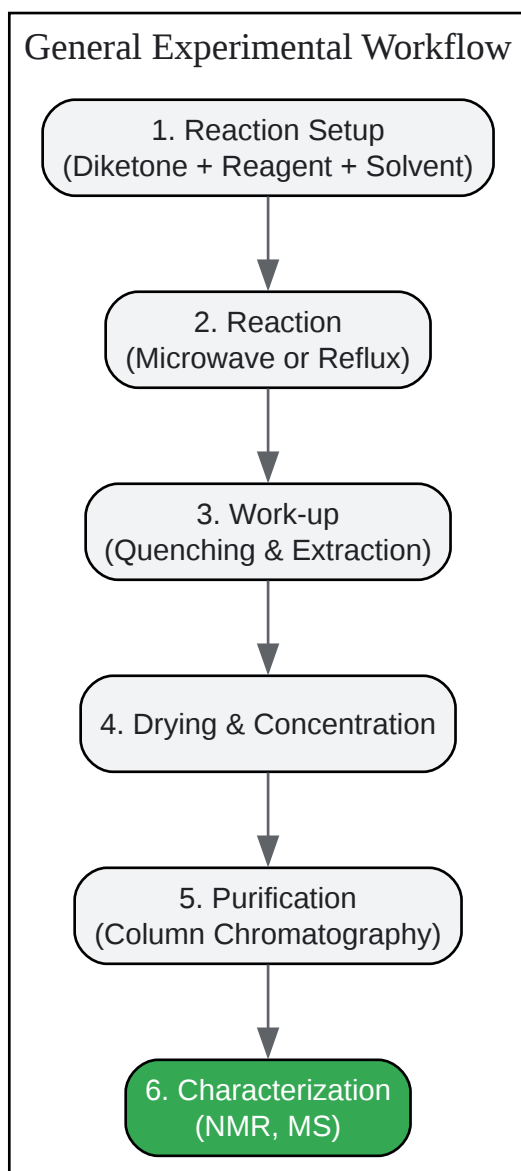 General Experimental Workflow
1. Reaction Setup
(Diketone + Reagent + Solvent)
2. Reaction
(Microwave or Reflux)
3. Work-up
(Quenching & Extraction)
4. Drying & Concentration
5. Purification
(Column Chromatography)
6. Characterization
(NMR, MS)